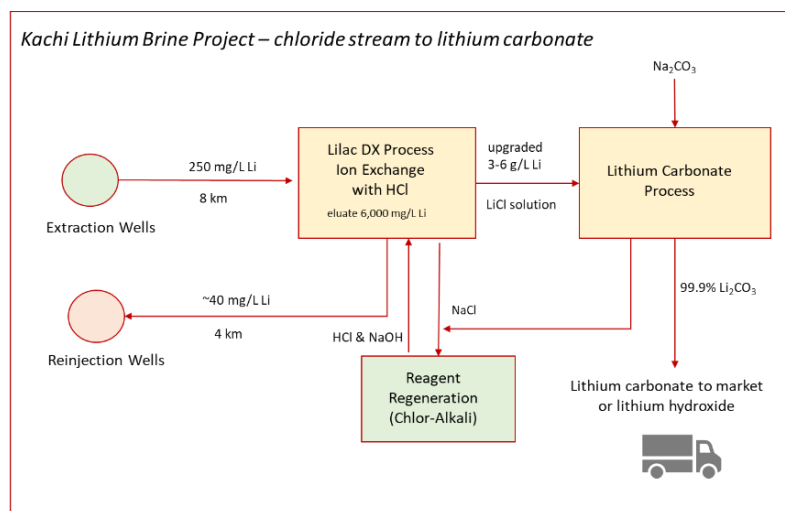 Kachi Lithium Brine Project – chloride stream to lithium carbonate
Na₂CO₃
250 mg/L Li
8 km
Extraction Wells
Lilac DX Process
Ion Exchange
with HCl
eluate 6,000 mg/L Li
upgraded
3-6 g/L Li
LiCl solution
Lithium Carbonate
Process
~40 mg/L Li
4 km
Reinjection Wells
HCl & NaOH
NaCl
99.9% Li₂CO₃
Reagent
Regeneration
(Chlor-Alkali)
Lithium carbonate to market
or lithium hydroxide